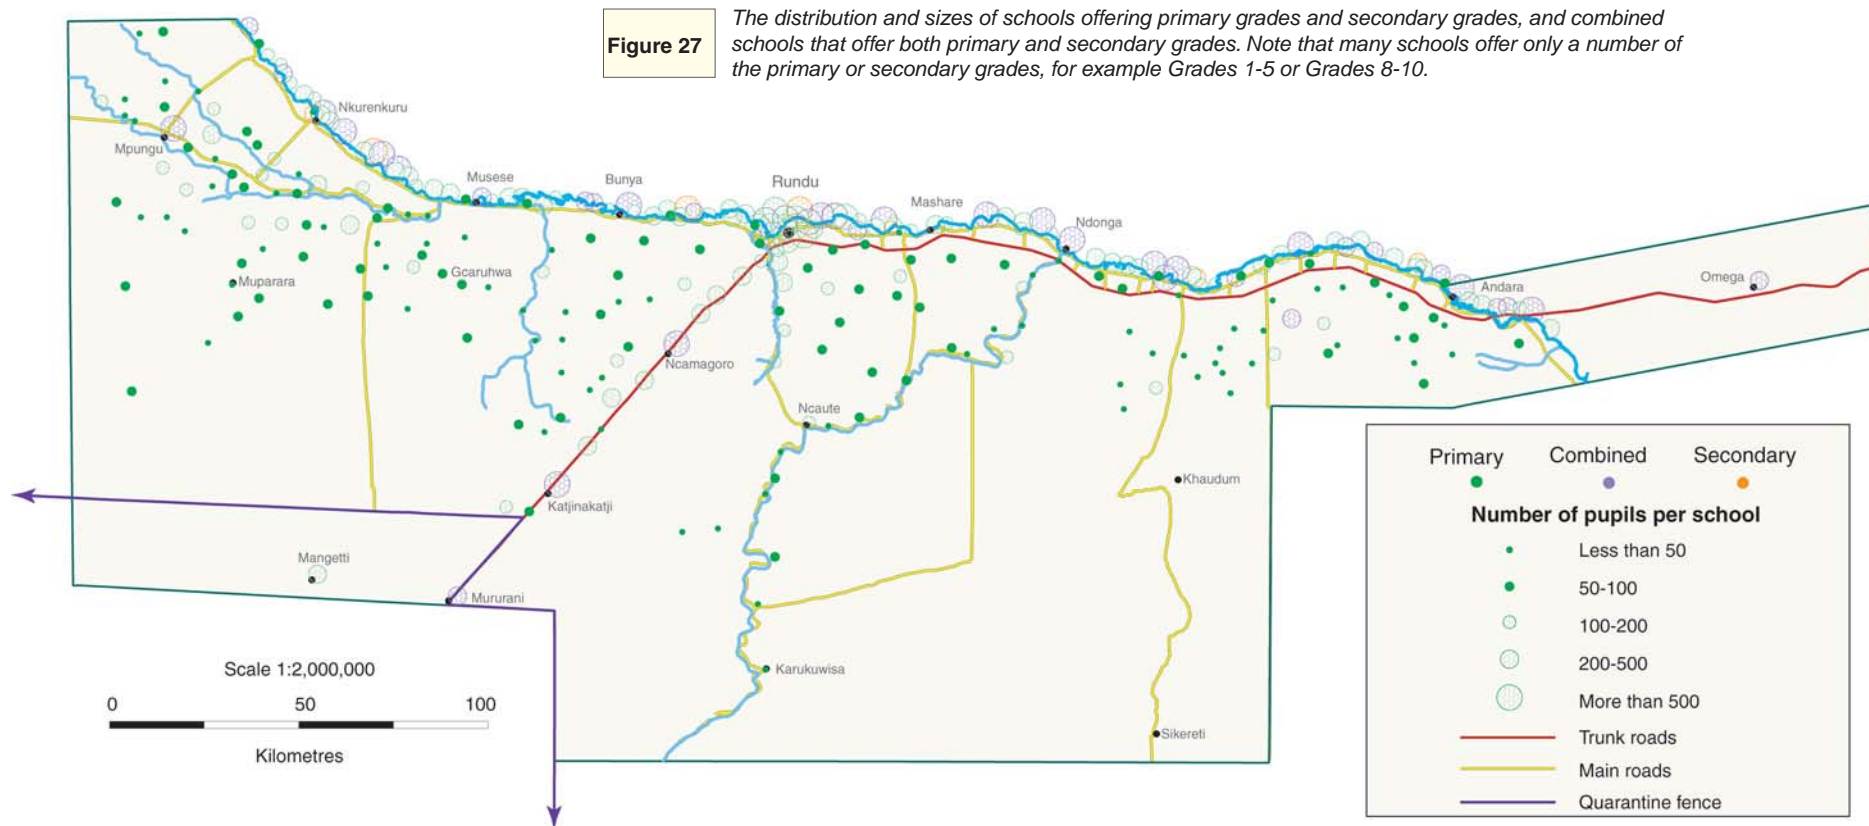 Figure 27
The distribution and sizes of schools offering primary grades and secondary grades, and combined
schools that offer both primary and secondary grades. Note that many schools offer only a number of
the primary or secondary grades, for example Grades 1-5 or Grades 8-10.
Nkurenkuru
Mpungu
Musese
Bunya
Rundu
Mashare
Ndonga
Muparara
Gcaruhwa
Omega
Andara
Ncamagoro
Ncaute
Khaudum
Katjinakatji
Mangetti
Mururani
Karukuwisa
Sikereti
Scale 1:2,000,000
0 50 100
Kilometres
Primary Combined Secondary
Number of pupils per school
Less than 50
50-100
100-200
200-500
More than 500
Trunk roads
Main roads
Quarantine fence